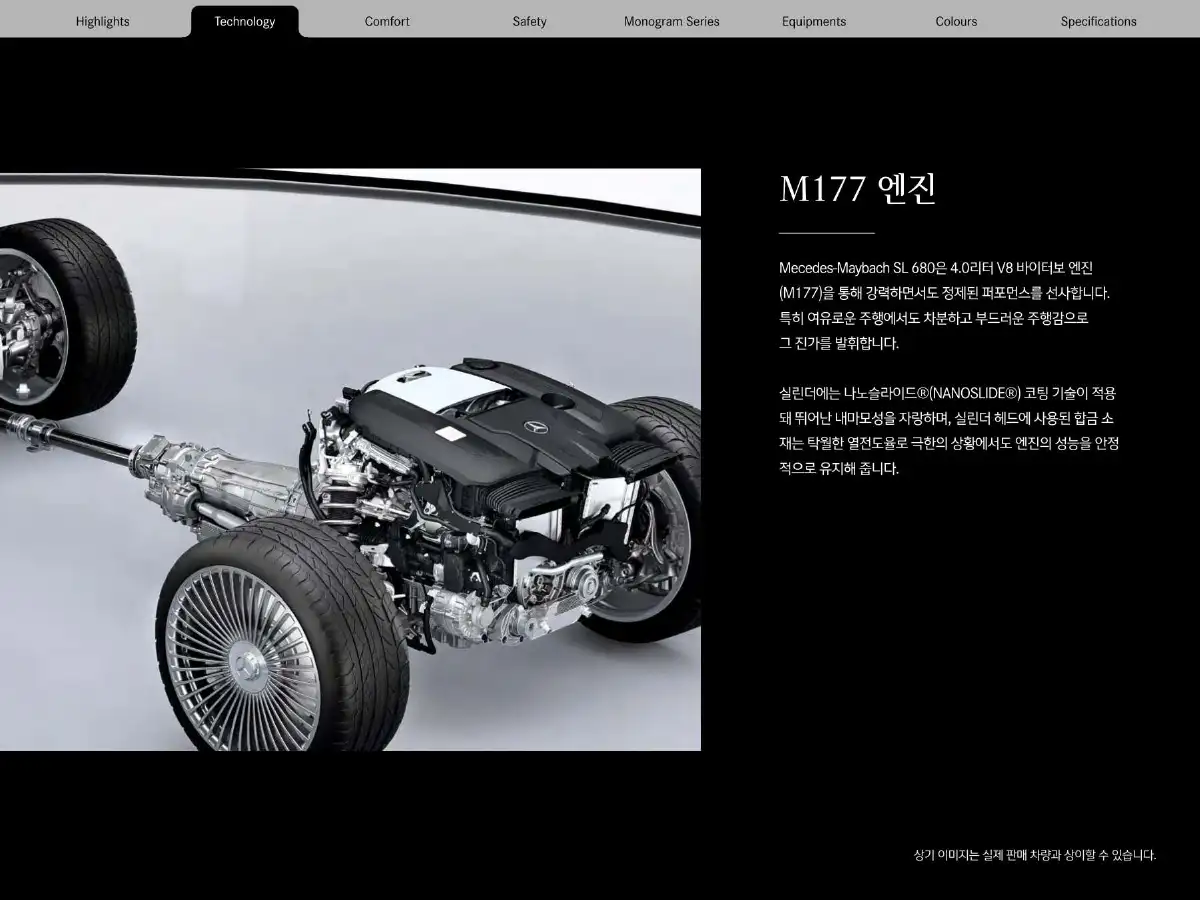 Highlights
Technology
Comfort
Safety
Monogram Series
Equipments
Colours
Specifications
M177 엔진
Mecedes-Maybach SL 680은 4.0리터 V8 바이터보 엔진
(M177)을 통해 강력하면서도 정제된 퍼포먼스를 선사합니다.
특히 여유로운 주행에서도 차분하고 부드러운 주행감으로
그 진가를 발휘합니다.
실린더에는 나노슬라이드®(NANOSLIDE®) 코팅 기술이 적용
돼 뛰어난 내마모성을 자랑하며, 실린더 헤드에 사용된 합금 소
재는 탁월한 열전도율로 극한의 상황에서도 엔진의 성능을 안정
적으로 유지해 줍니다.
상기 이미지는 실제 판매 차량과 상이할 수 있습니다.